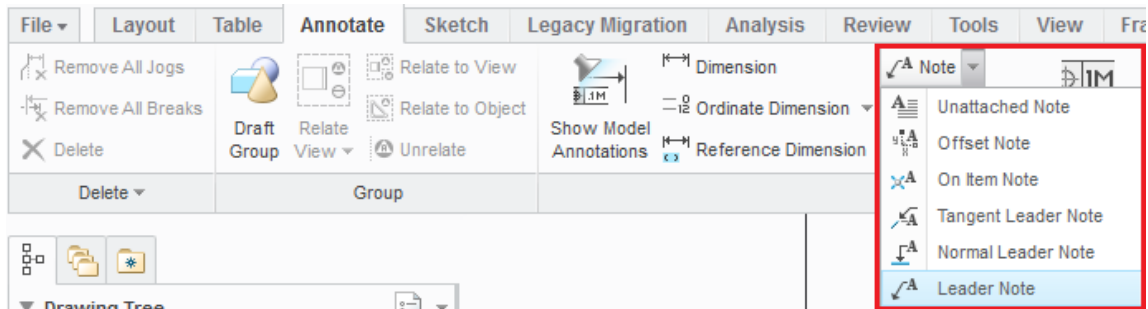 File Layout Table Annotate Sketch Legacy Migration Analysis Review Tools View Fra
Remove All Jogs
Remove All Breaks
Delete
Delete
Draft
Group
Relate
View
Relate to View
Relate to Object
Unrelate
Group
Show Model
Annotations
Dimension
Ordinate Dimension
Reference Dimension
Note
Unattached Note
Offset Note
On Item Note
Tangent Leader Note
Normal Leader Note
Leader Note
Drawing Tree